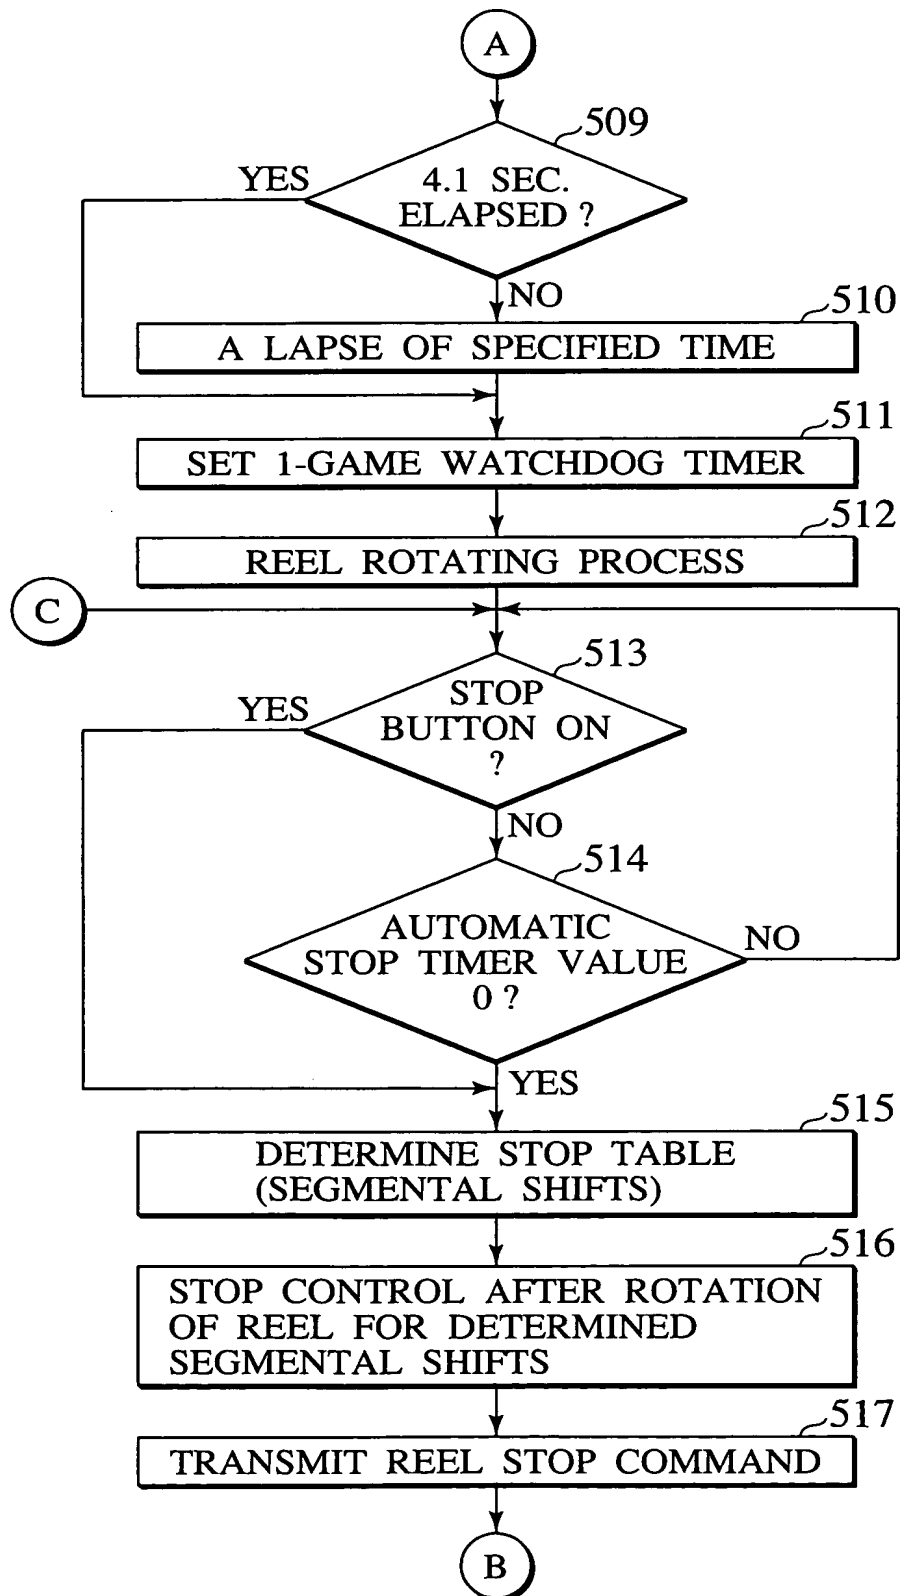 A
509
YES
4.1 SEC.
ELAPSED ?
NO
510
A LAPSE OF SPECIFIED TIME
511
SET 1-GAME WATCHDOG TIMER
512
REEL ROTATING PROCESS
C
513
YES
STOP
BUTTON ON
?
NO
514
AUTOMATIC
STOP TIMER VALUE
0 ?
NO
YES
515
DETERMINE STOP TABLE
(SEGMENTAL SHIFTS)
516
STOP CONTROL AFTER ROTATION
OF REEL FOR DETERMINED
SEGMENTAL SHIFTS
517
TRANSMIT REEL STOP COMMAND
B